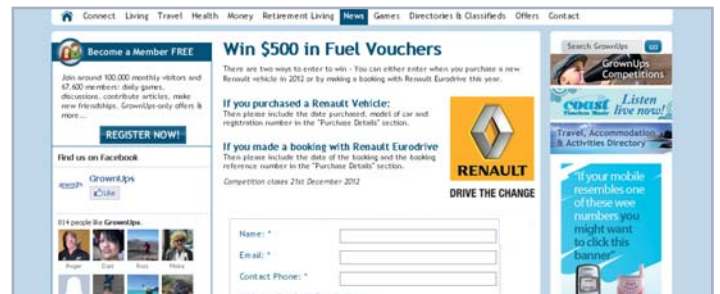 Connect Living Travel Health Money Retirement Living News Games Directories & Classifieds Offers Contact
Become a Member FREE
Join around 100,000 monthly visitors and
67,600 members: daily games,
discussions, contribute articles, make
new friendships, GrownUps-only offers &
more...
REGISTER NOW!
Find us on Facebook
GrownUps
Like
814 people like GrownUps.
Roger
Ross
Moira
Win $500 in Fuel Vouchers
There are two ways to enter to win - You can either enter when you purchase a new
Renault vehicle in 2012 or by making a booking with Renault Eurodrive this year.
If you purchased a Renault Vehicle:
Then please include the date purchased, model of car and
registration number in the "Purchase Details" section.
If you made a booking with Renault Eurodrive
Then please include the date of the booking and the booking
reference number in the "Purchase Details" section.
Competition closes 21st December 2012
RENAULT
DRIVE THE CHANGE
Name: *
Email: *
Contact Phone: *
Search GrownUps GO
GrownUps
Competitions
coast Listen
Timeless Music live now!
Travel, Accommodation
& Activities Directory
"If your mobile
resembles one
of these wee
numbers you
might want
to click this
banner"